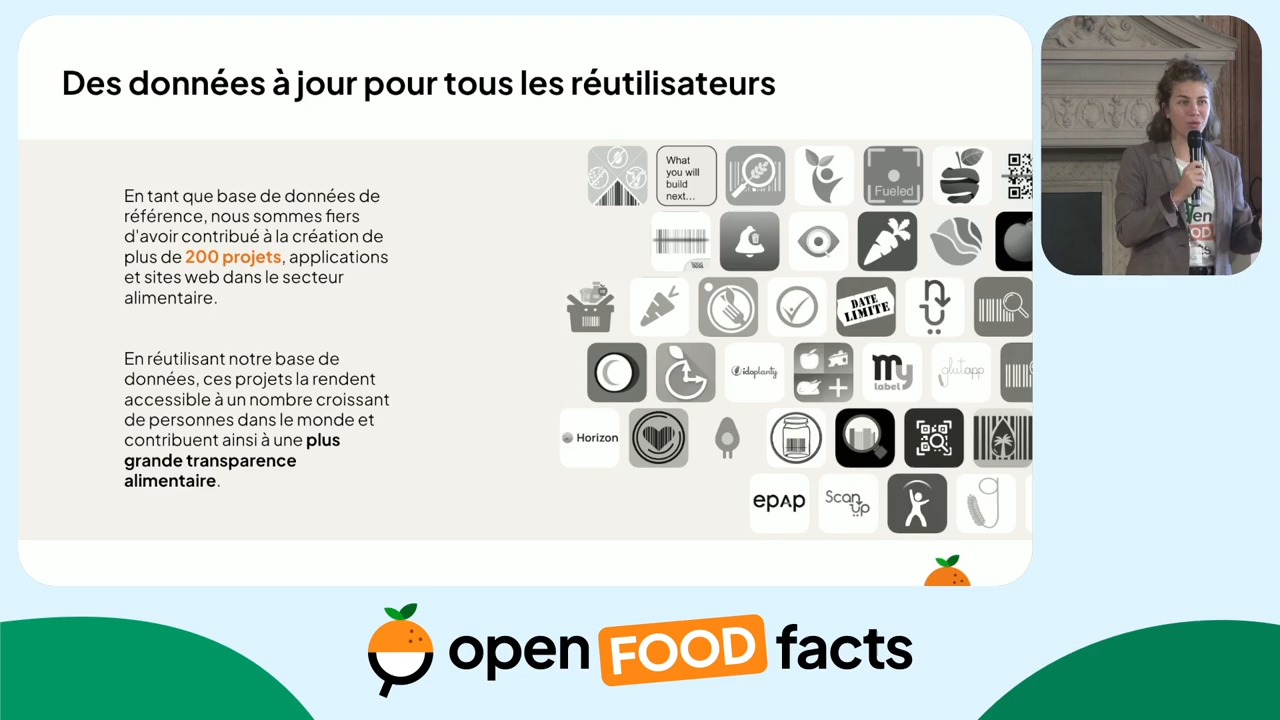 Des données à jour pour tous les réutilisateurs
En tant que base de données de
référence, nous sommes fiers
d'avoir contribué à la création de
plus de 200 projets, applications
et sites web dans le secteur
alimentaire.
En réutilisant notre base de
données, ces projets la rendent
accessible à un nombre croissant
de personnes dans le monde et
contribuent ainsi à une plus
grande transparence
alimentaire.
What
you will
build
next...
Fueled
DATE
LIMITE
idoplanty
my
label
glutapp
Horizon
epap
Scan
up
open FOOD facts